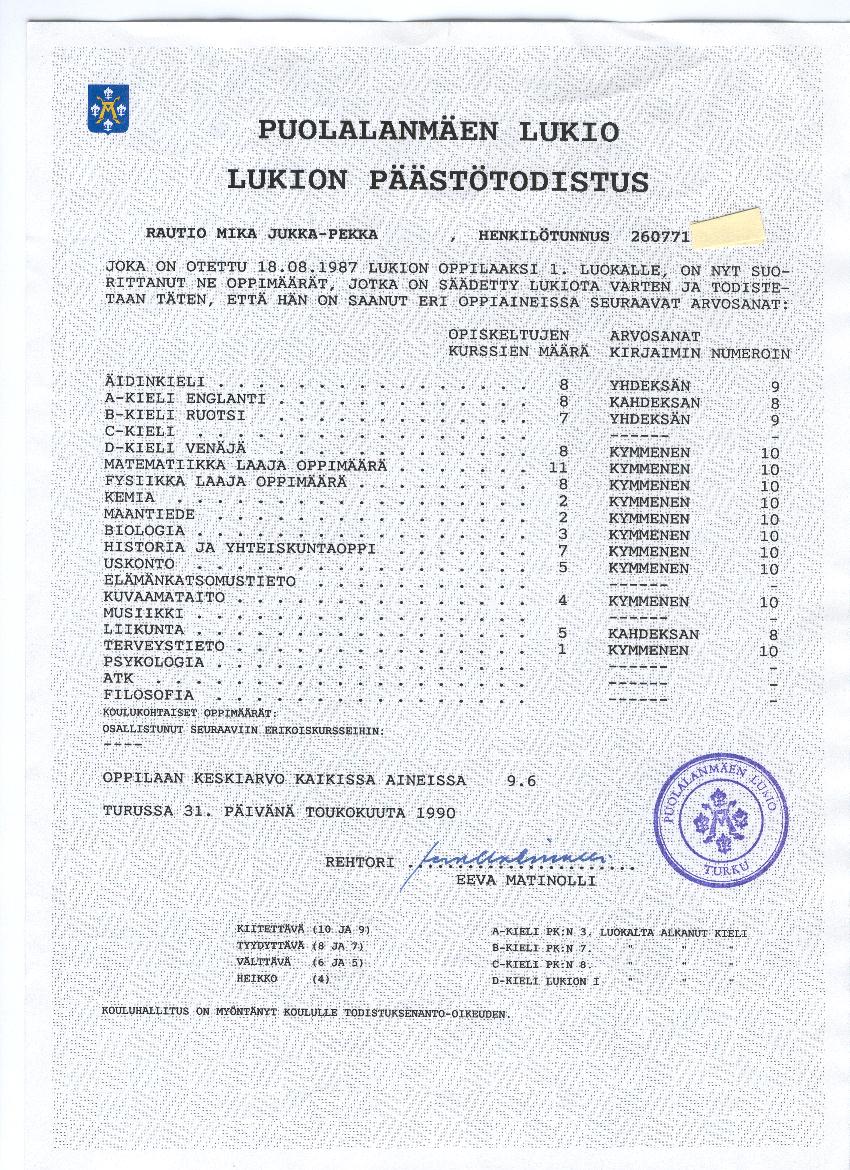 PUOLALANMÄEN LUKIO
LUKION PÄÄSTÖTODISTUS
RAUTIO MIKA JUKKA-PEKKA , HENKILÖTUNNUS 260771
JOKA ON OTETTU 18.08.1987 LUKION OPPILAAKSI 1. LUOKALLE, ON NYT SUO-
RITTANUT NE OPPIMÄÄRÄT, JOTKA ON SÄÄDETTY LUKIOTA VARTEN JA TODISTE-
TAAN TÄTEN, ETTÄ HÄN ON SAANUT ERI OPPIAINEISSA SEURAAVAT ARVOSANAT:
OPISKELTUJEN ARVOSANAT
KURSSIEN MÄÄRÄ KIRJAIMIN NUMEROIN
ÄIDINKIELI . . . . . . . . . . . . . . . . 8 YHDEKSÄN 9
A-KIELI ENGLANTI . . . . . . . . . . . . . 8 KAHDEKSAN 8
B-KIELI RUOTSI . . . . . . . . . . . . . 7 YHDEKSÄN 9
C-KIELI . . . . . . . . . . . . . . . . . ------ -
D-KIELI VENÄJÄ . . . . . . . . . . . . . 8 KYMMENEN 10
MATEMATIIKKA LAAJA OPPIMÄÄRÄ . . . . . . . 11 KYMMENEN 10
FYSIIKKA LAAJA OPPIMÄÄRÄ . . . . . . . . . 8 KYMMENEN 10
KEMIA . . . . . . . . . . . . . . . . . . 2 KYMMENEN 10
MAANTIEDE . . . . . . . . . . . . . . . . 2 KYMMENEN 10
BIOLOGIA . . . . . . . . . . . . . . . . . 3 KYMMENEN 10
HISTORIA JA YHTEISKUNTAOPPI . . . . . . . 7 KYMMENEN 10
USKONTO . . . . . . . . . . . . . . . . . 5 KYMMENEN 10
ELÄMÄNKATSOMUSTIETO . . . . . . . . . . . ------ -
KUVAAMATAITO . . . . . . . . . . . . . . . 4 KYMMENEN 10
MUSIIKKI . . . . . . . . . . . . . . . . . ------ -
LIIKUNTA . . . . . . . . . . . . . . . . . 5 KAHDEKSAN 8
TERVEYSTIETO . . . . . . . . . . . . . . . 1 KYMMENEN 10
PSYKOLOGIA . . . . . . . . . . . . . . . . ------ -
ATK . . . . . . . . . . . . . . . . . . . ------ -
FILOSOFIA . . . . . . . . . . . . . . . . ------ -
KOULUKOHTAISET OPPIMÄÄRÄT:
OSALLISTUNUT SEURAAVIIN ERIKOISKURSSEIHIN:
----
OPPILAAN KESKIARVO KAIKISSA AINEISSA 9.6
TURUSSA 31. PÄIVÄNÄ TOUKOKUUTA 1990
PUOLALANMÄEN LUKIO
TURKU
REHTORI ........................
EEVA MATINOLLI
KIITETTÄVÄ (10 JA 9) A-KIELI PK:N 3. LUOKALTA ALKANUT KIELI
TYYDYTTÄVÄ (8 JA 7) B-KIELI PK:N 7. " " "
VÄLTTÄVÄ (6 JA 5) C-KIELI PK:N 8. " " "
HEIKKO (4) D-KIELI LUKION I " " "
KOULUHALLITUS ON MYÖNTÄNYT KOULULLE TODISTUKSENANTO-OIKEUDEN.